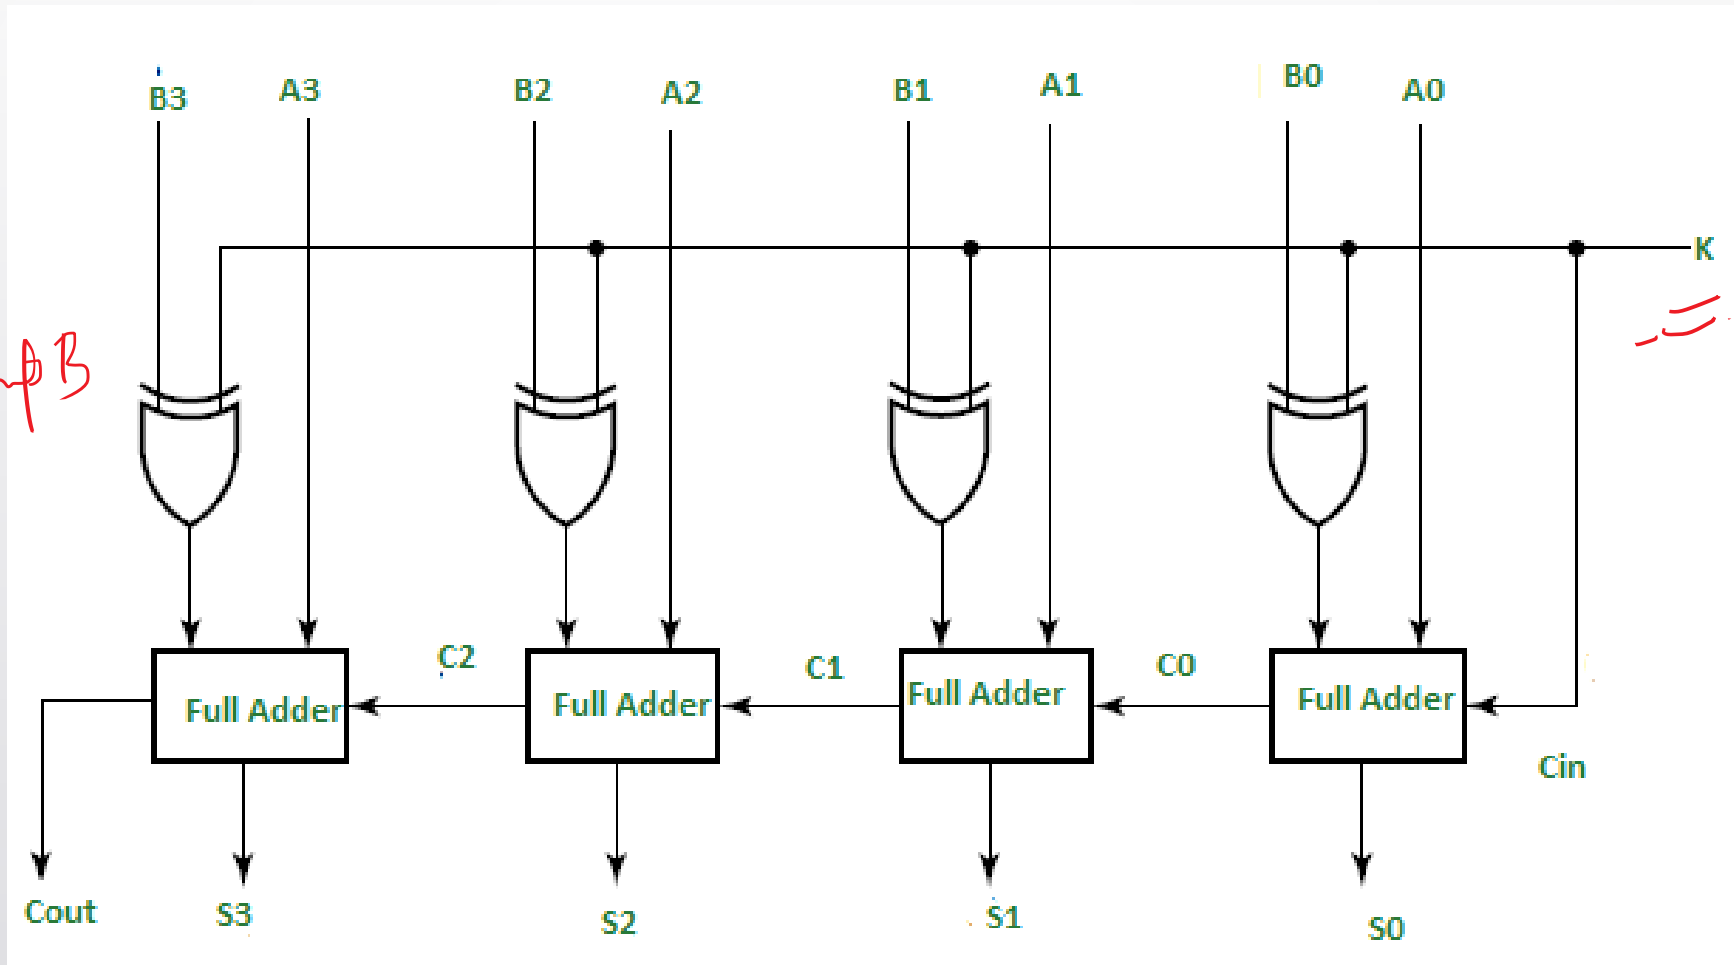 B3 A3 B2 A2 B1 A1 B0 A0
K
B
C2 C1 C0
Full Adder Full Adder Full Adder Full Adder
Cin
Cout S3 S2 S1 S0